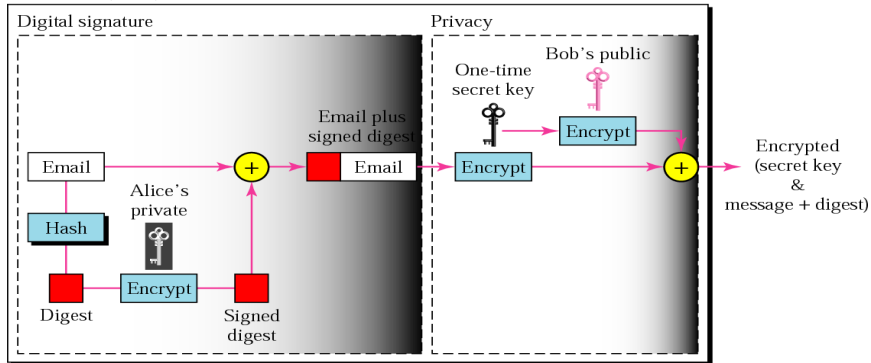 Digital signature
Privacy
Bob's public
One-time
secret key
Email plus
signed digest
Encrypt
Email
+
Email
Encrypt
+
Encrypted
(secret key
&
message + digest)
Alice's
private
Hash
Encrypt
Digest
Signed
digest